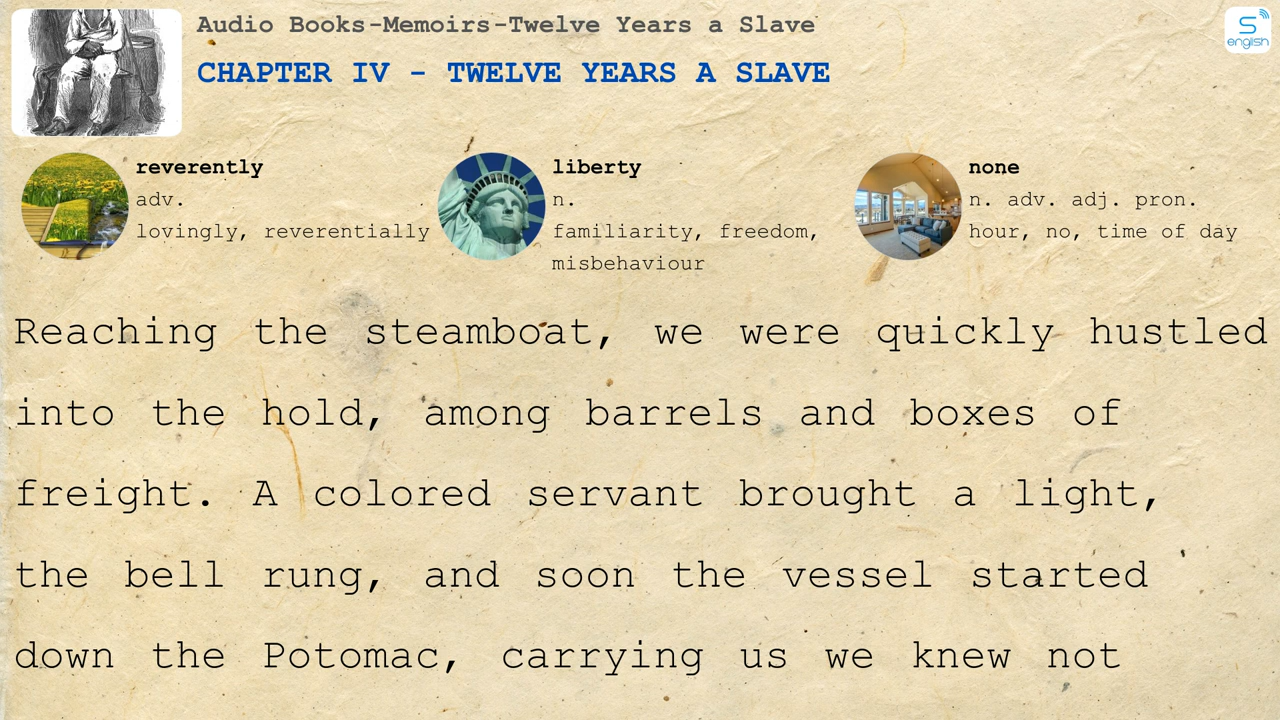 Audio Books-Memoirs-Twelve Years a Slave
CHAPTER IV - TWELVE YEARS A SLAVE
S
english
reverently
adv.
lovingly, reverentially
liberty
n.
familiarity, freedom,
misbehaviour
none
n. adv. adj. pron.
hour, no, time of day
Reaching the steamboat, we were quickly hustled
into the hold, among barrels and boxes of
freight. A colored servant brought a light,
the bell rung, and soon the vessel started
down the Potomac, carrying us we knew not